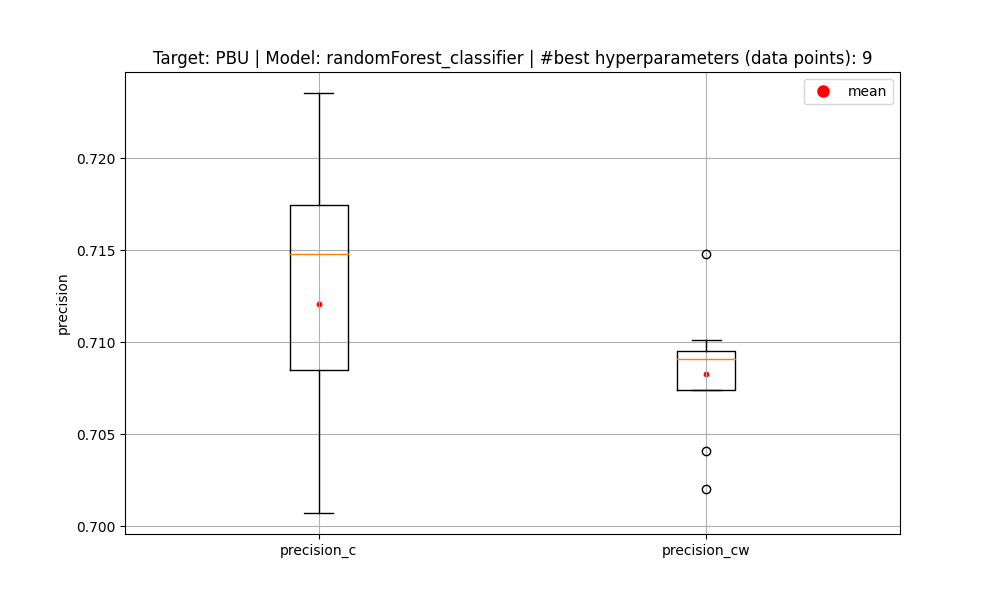 Target: PBU | Model: randomForest_classifier | #best hyperparameters (data points): 9
mean
0.720
0.715
0.710
0.705
0.700
precision
precision_c
precision_cw